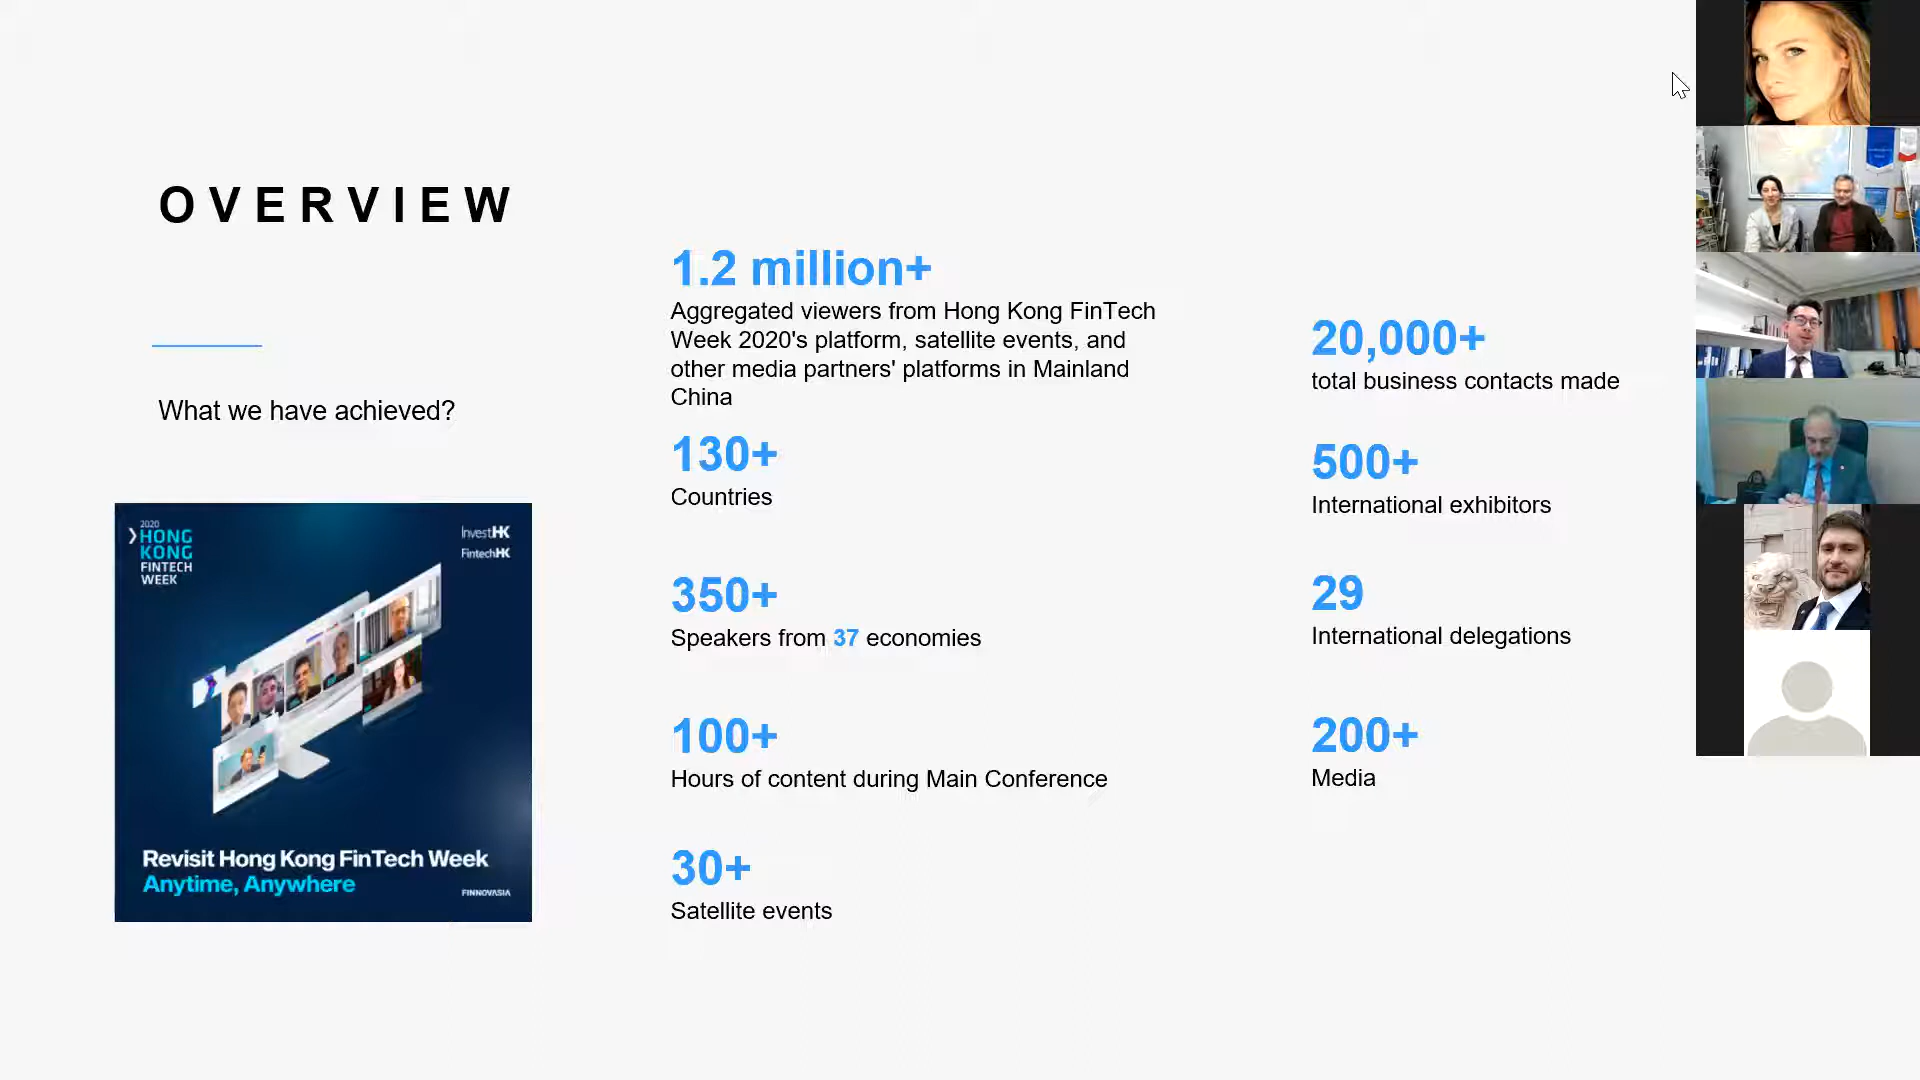 OVERVIEW
What we have achieved?
2020
HONG
KONG
FINTECH
WEEK
InvestHK
FintechHK
Revisit Hong Kong FinTech Week
Anytime, Anywhere
FINNOVASIA
1.2 million+
Aggregated viewers from Hong Kong FinTech
Week 2020's platform, satellite events, and
other media partners' platforms in Mainland
China
130+
Countries
350+
Speakers from 37 economies
100+
Hours of content during Main Conference
30+
Satellite events
20,000+
total business contacts made
500+
International exhibitors
29
International delegations
200+
Media